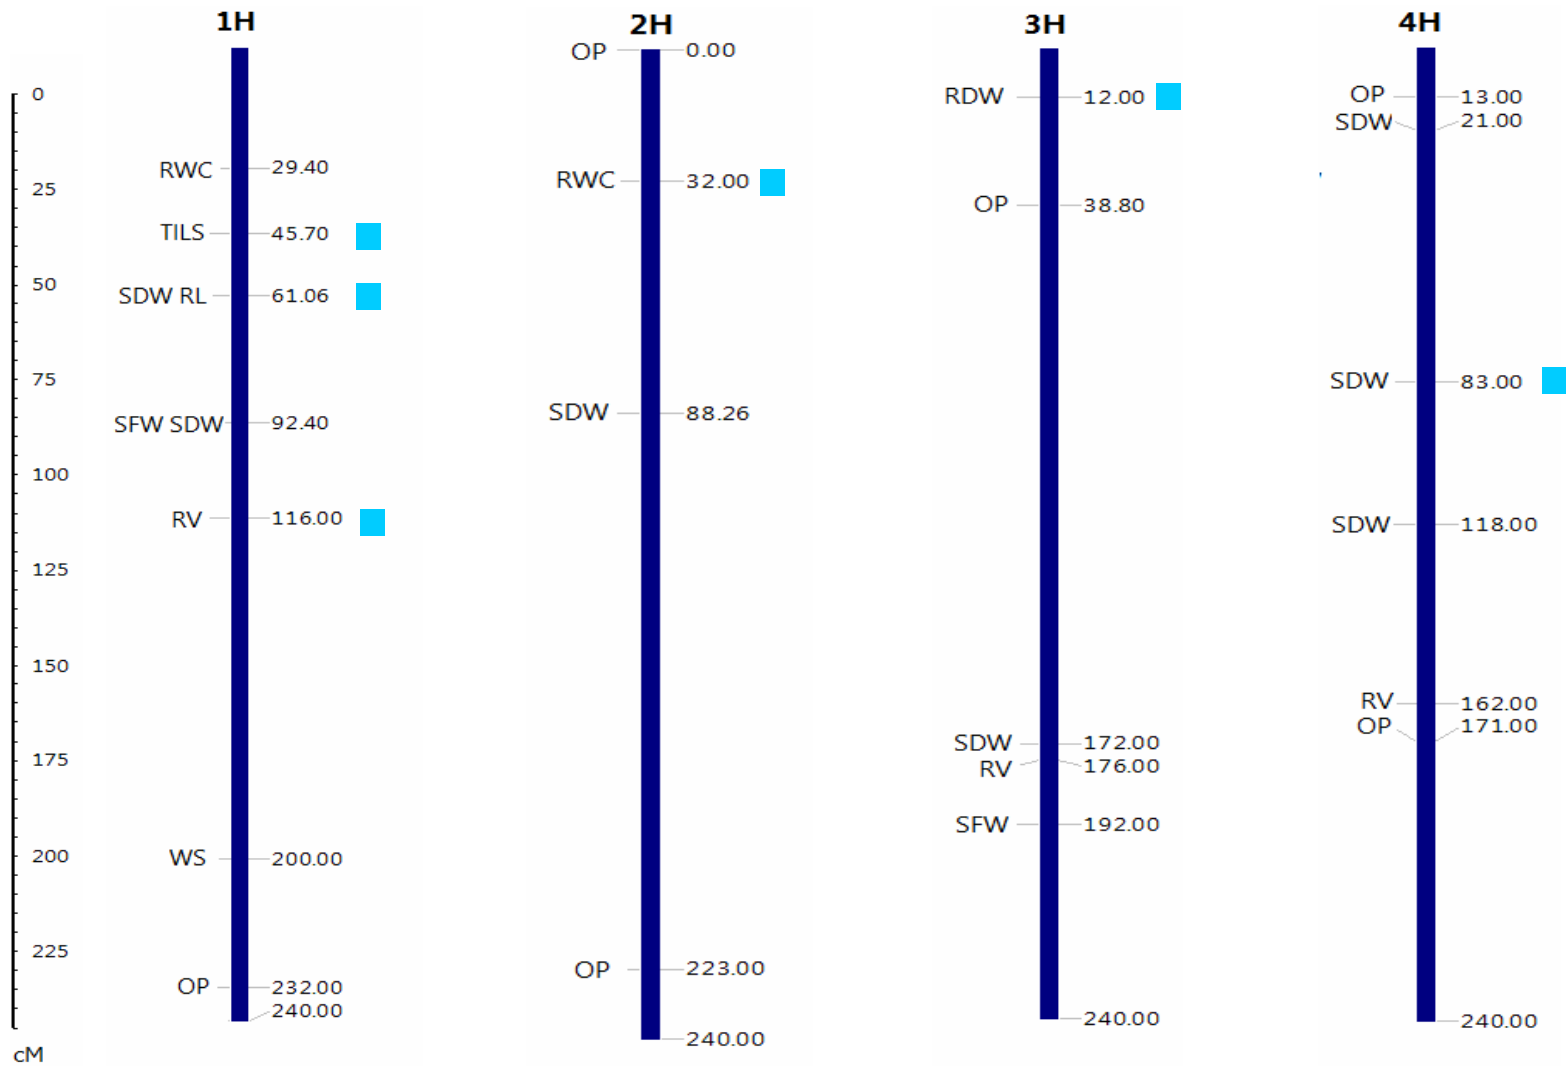 1H
2H
3H
4H
0
25
50
75
100
125
150
175
200
225
cM
RWC 29.40
TILS 45.70
SDW RL 61.06
SFW SDW 92.40
RV 116.00
WS 200.00
OP 232.00
240.00
OP 0.00
RWC 32.00
SDW 88.26
OP 223.00
240.00
RDW 12.00
OP 38.80
SDW 172.00
RV 176.00
SFW 192.00
240.00
OP 13.00
SDW 21.00
SDW 83.00
SDW 118.00
RV 162.00
OP 171.00
240.00